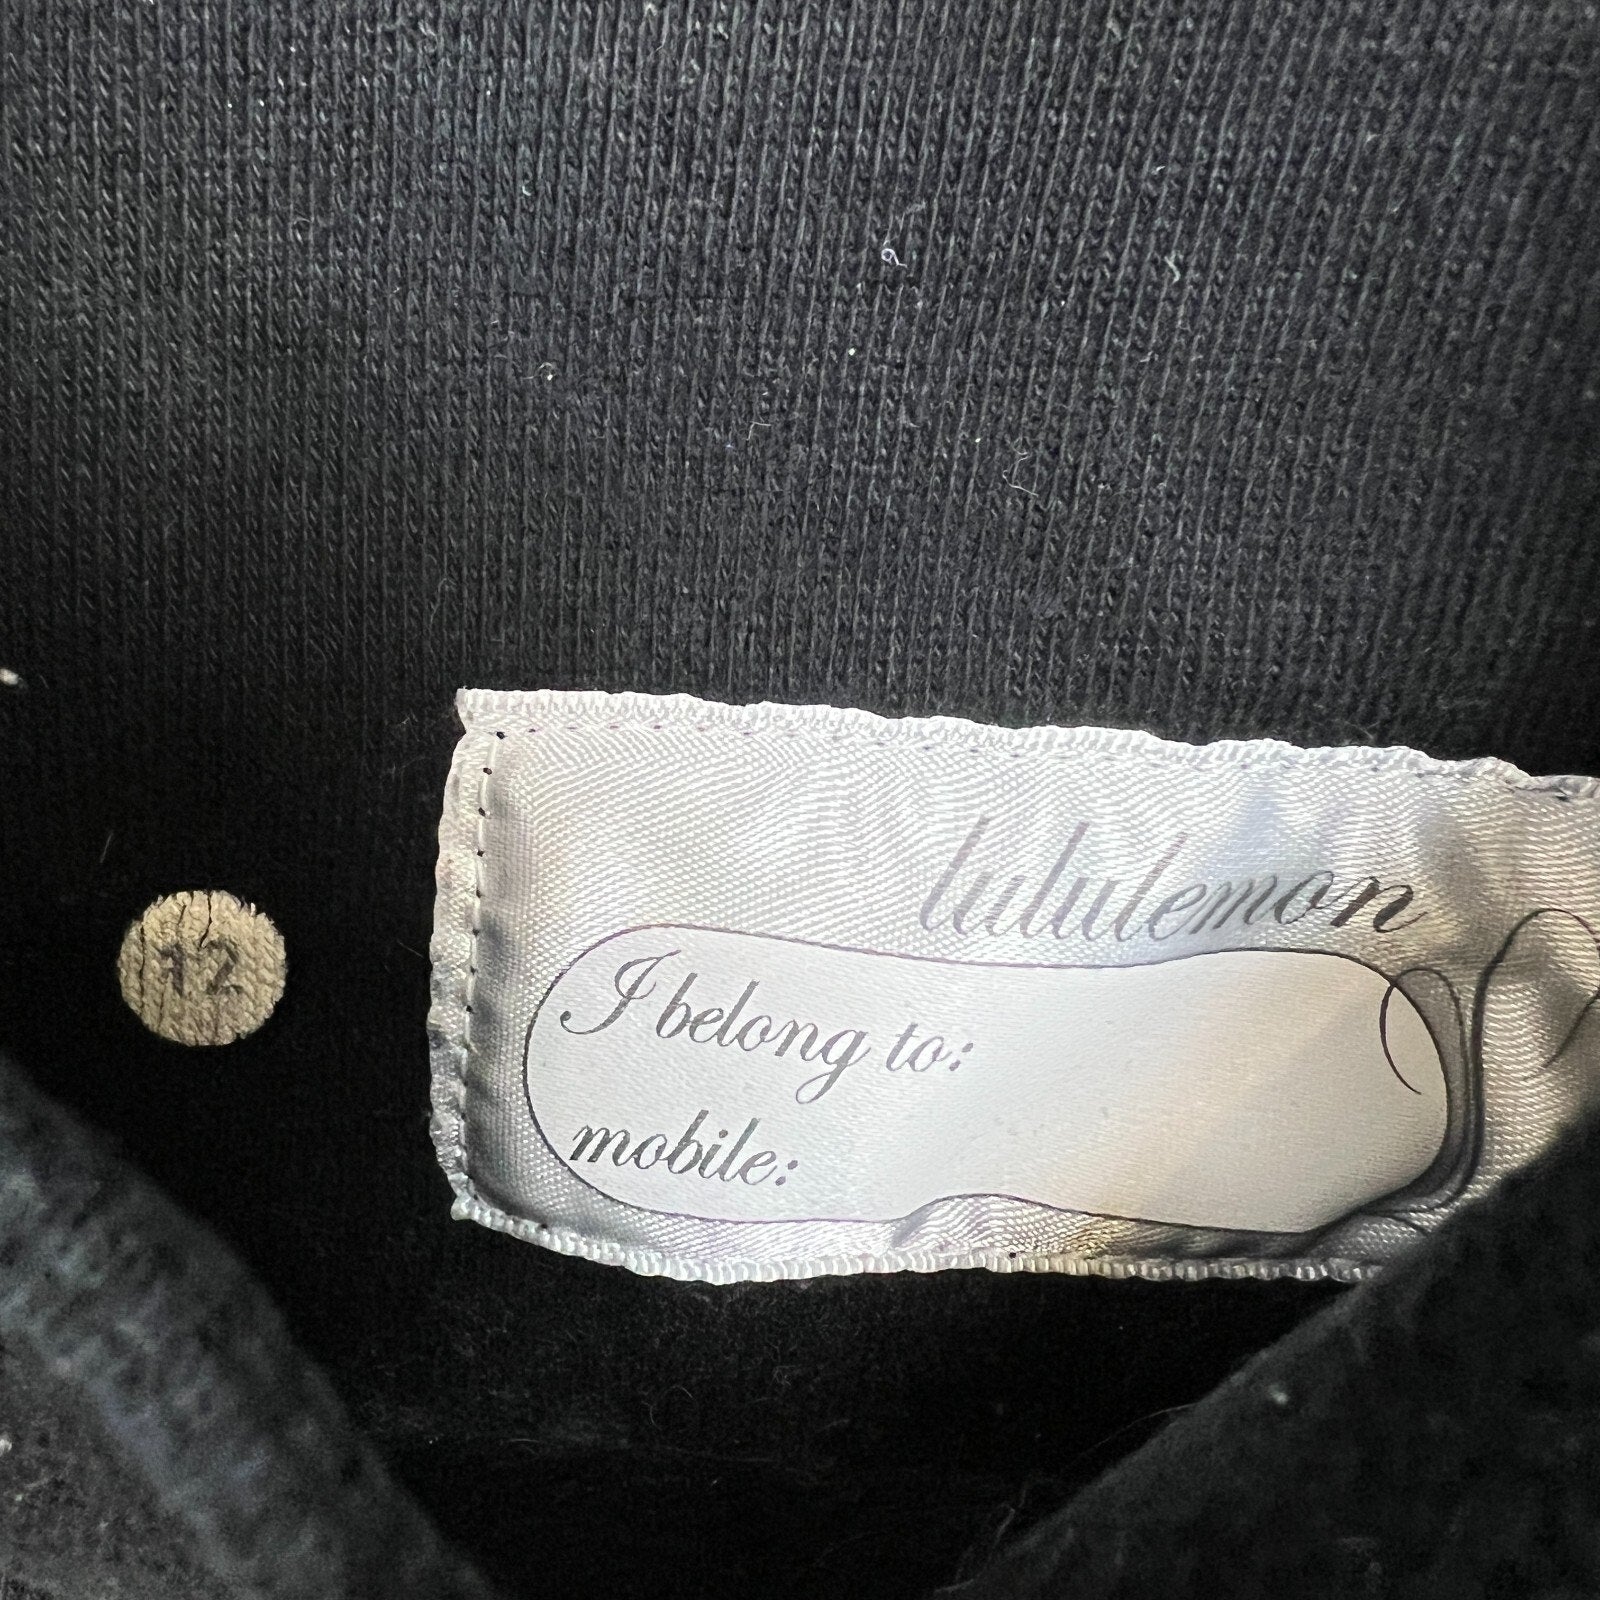 lululemon
12
I belong to:
mobile: